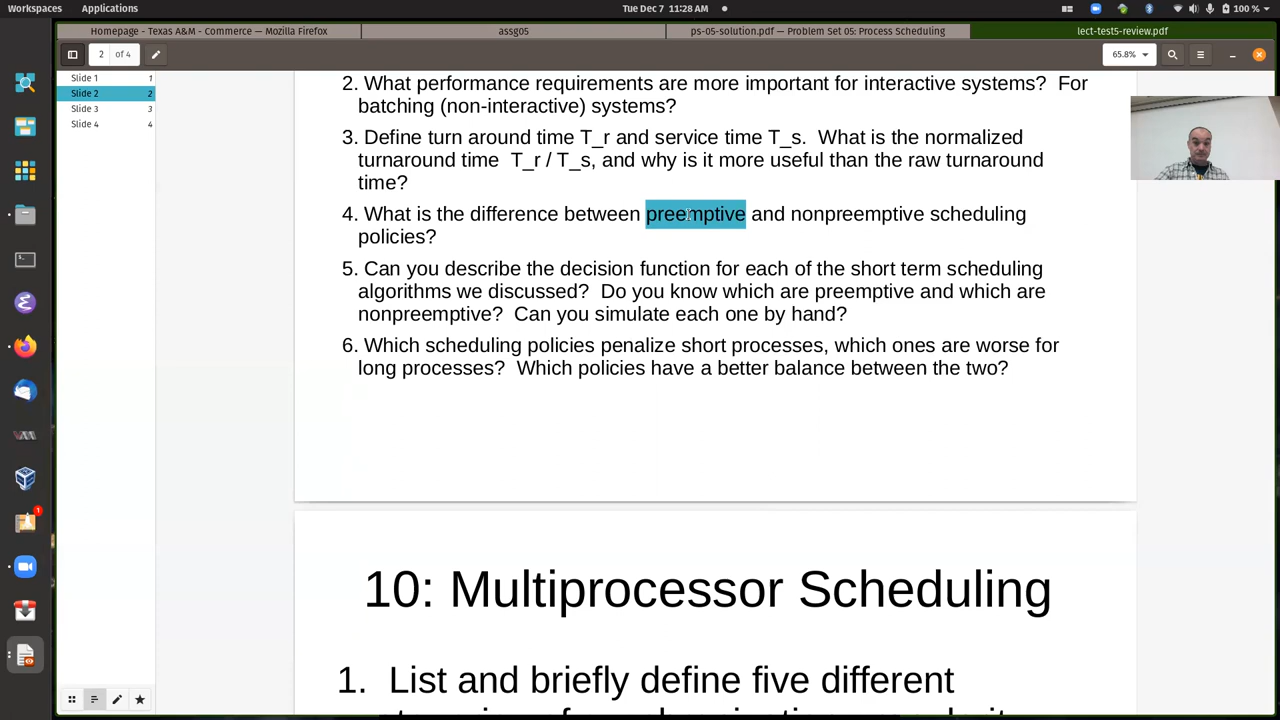 Workspaces Applications Tue Dec 7 11:28 AM 100 %
Homepage - Texas A&M - Commerce — Mozilla Firefox assg05 ps-05-solution.pdf — Problem Set 05: Process Scheduling lect-test5-review.pdf
2 of 4 65.8%
Slide 1 1
Slide 2 2
Slide 3 3
Slide 4 4
2. What performance requirements are more important for interactive systems? For
batching (non-interactive) systems?
3. Define turn around time T_r and service time T_s. What is the normalized
turnaround time T_r / T_s, and why is it more useful than the raw turnaround
time?
4. What is the difference between preemptive and nonpreemptive scheduling
policies?
5. Can you describe the decision function for each of the short term scheduling
algorithms we discussed? Do you know which are preemptive and which are
nonpreemptive? Can you simulate each one by hand?
6. Which scheduling policies penalize short processes, which ones are worse for
long processes? Which policies have a better balance between the two?
10: Multiprocessor Scheduling
1. List and briefly define five different
1